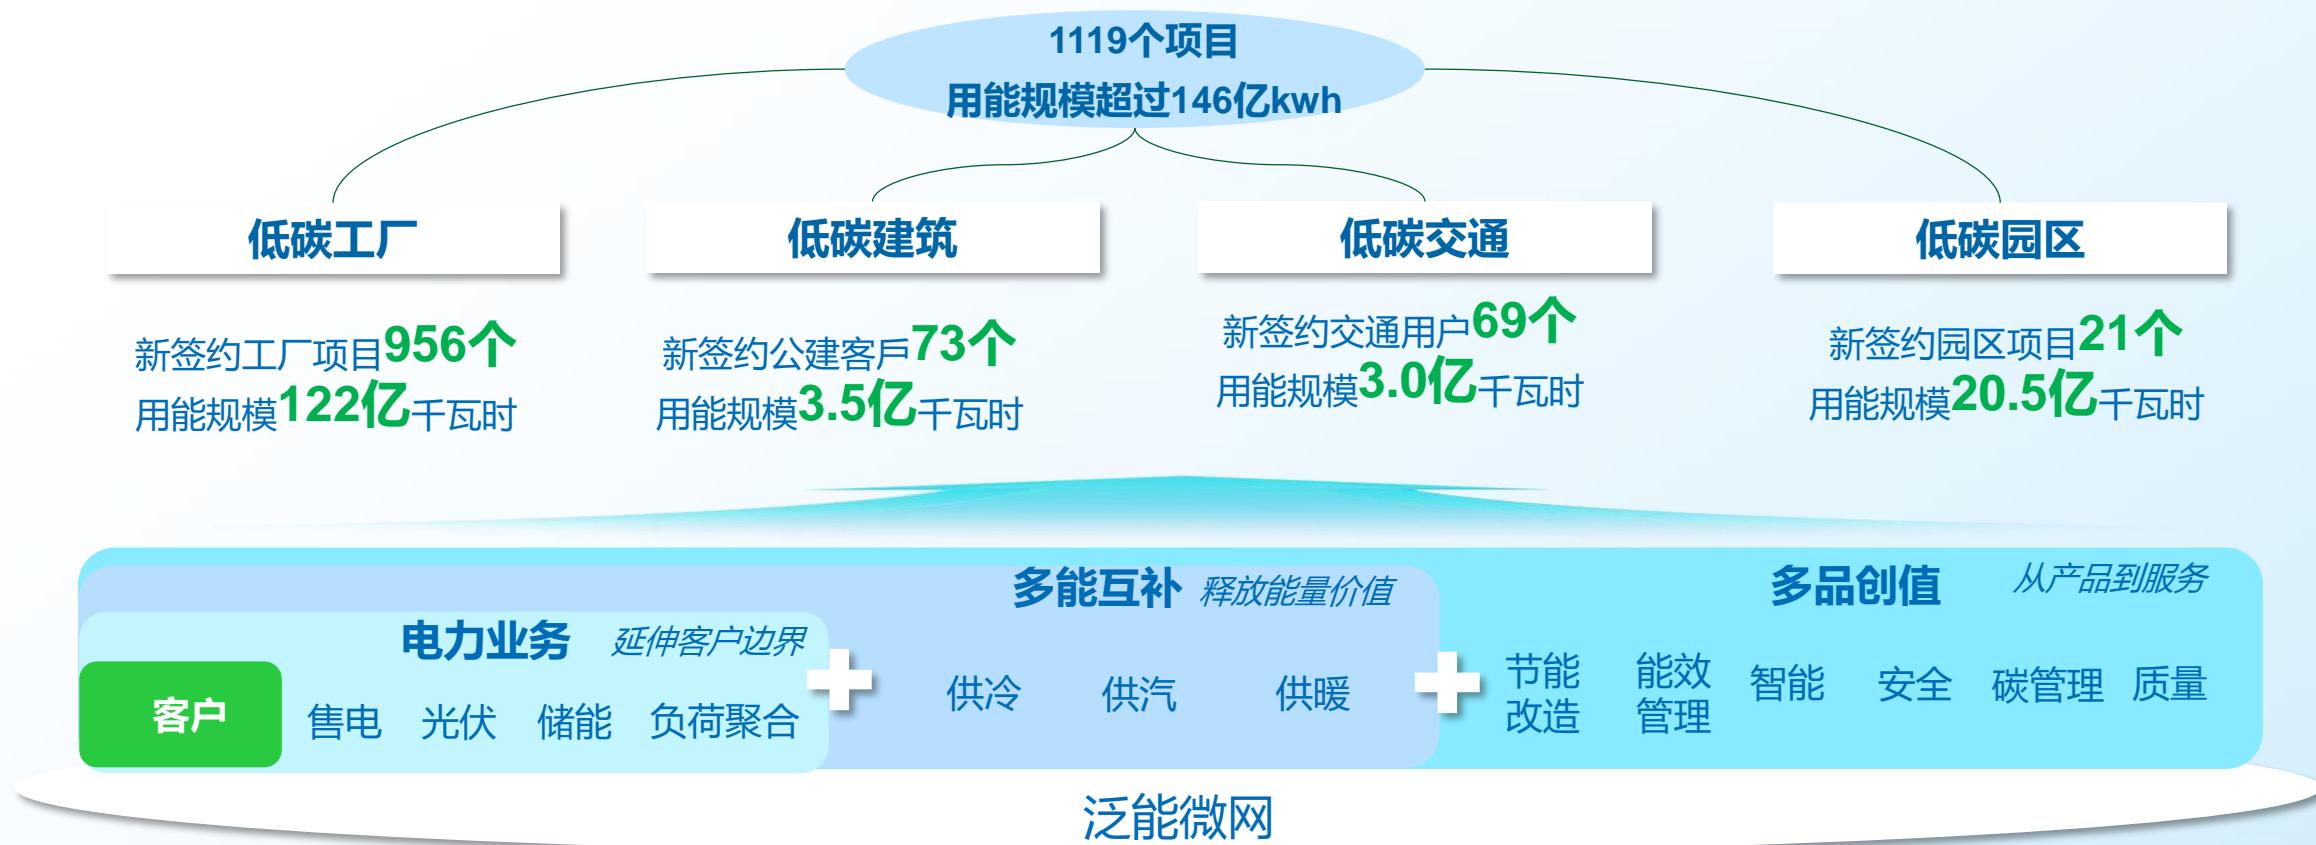 1119个项目
用能规模超过146亿kwh
低碳工厂
低碳建筑
低碳交通
低碳园区
新签约工厂项目956个
用能规模122亿千瓦时
新签约公建客戶73个
用能规模3.5亿千瓦时
新签约交通用户69个
用能规模3.0亿千瓦时
新签约园区项目21个
用能规模20.5亿千瓦时
多能互补 释放能量价值
多品创值 从产品到服务
电力业务 延伸客户边界
客户
售电 光伏 储能 负荷聚合
供冷 供汽 供暖
节能
改造
能效
管理
智能 安全 碳管理 质量
泛能微网